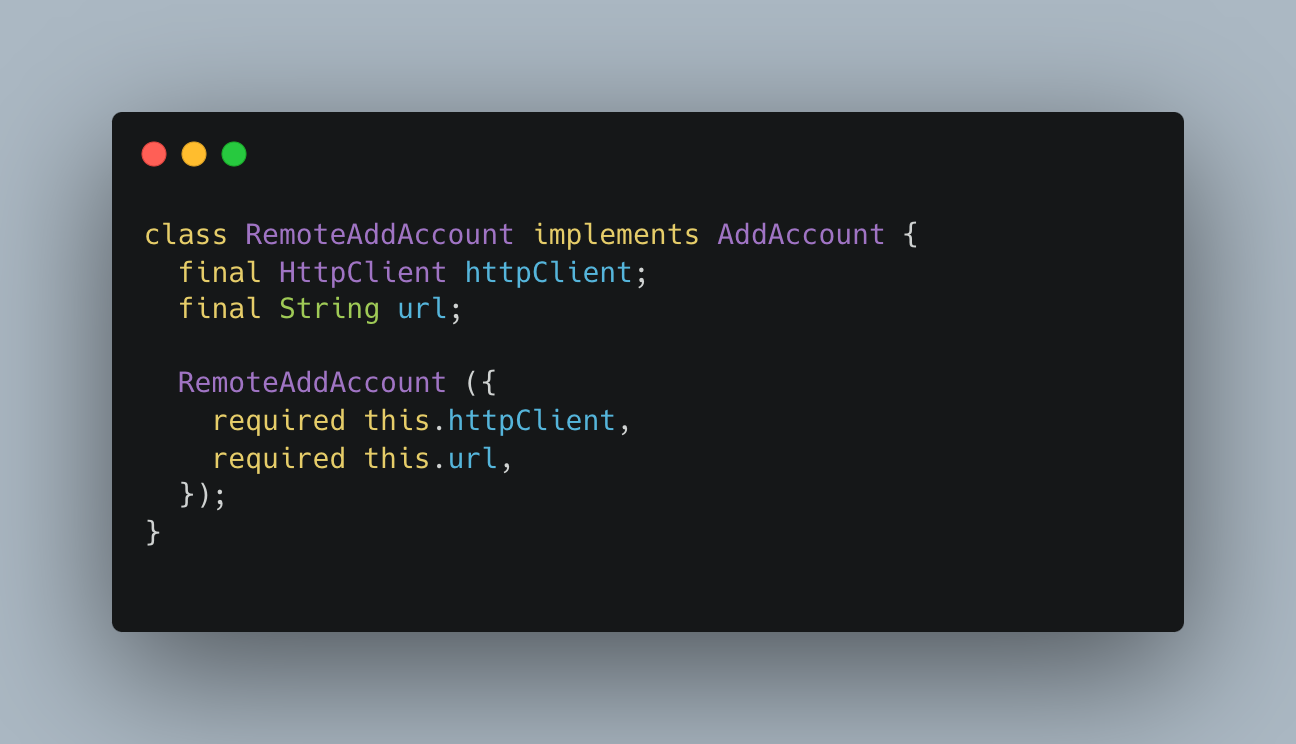 class RemoteAddAccount implements AddAccount {
  final HttpClient httpClient;
  final String url;

  RemoteAddAccount ({
    required this.httpClient,
    required this.url,
  });
}